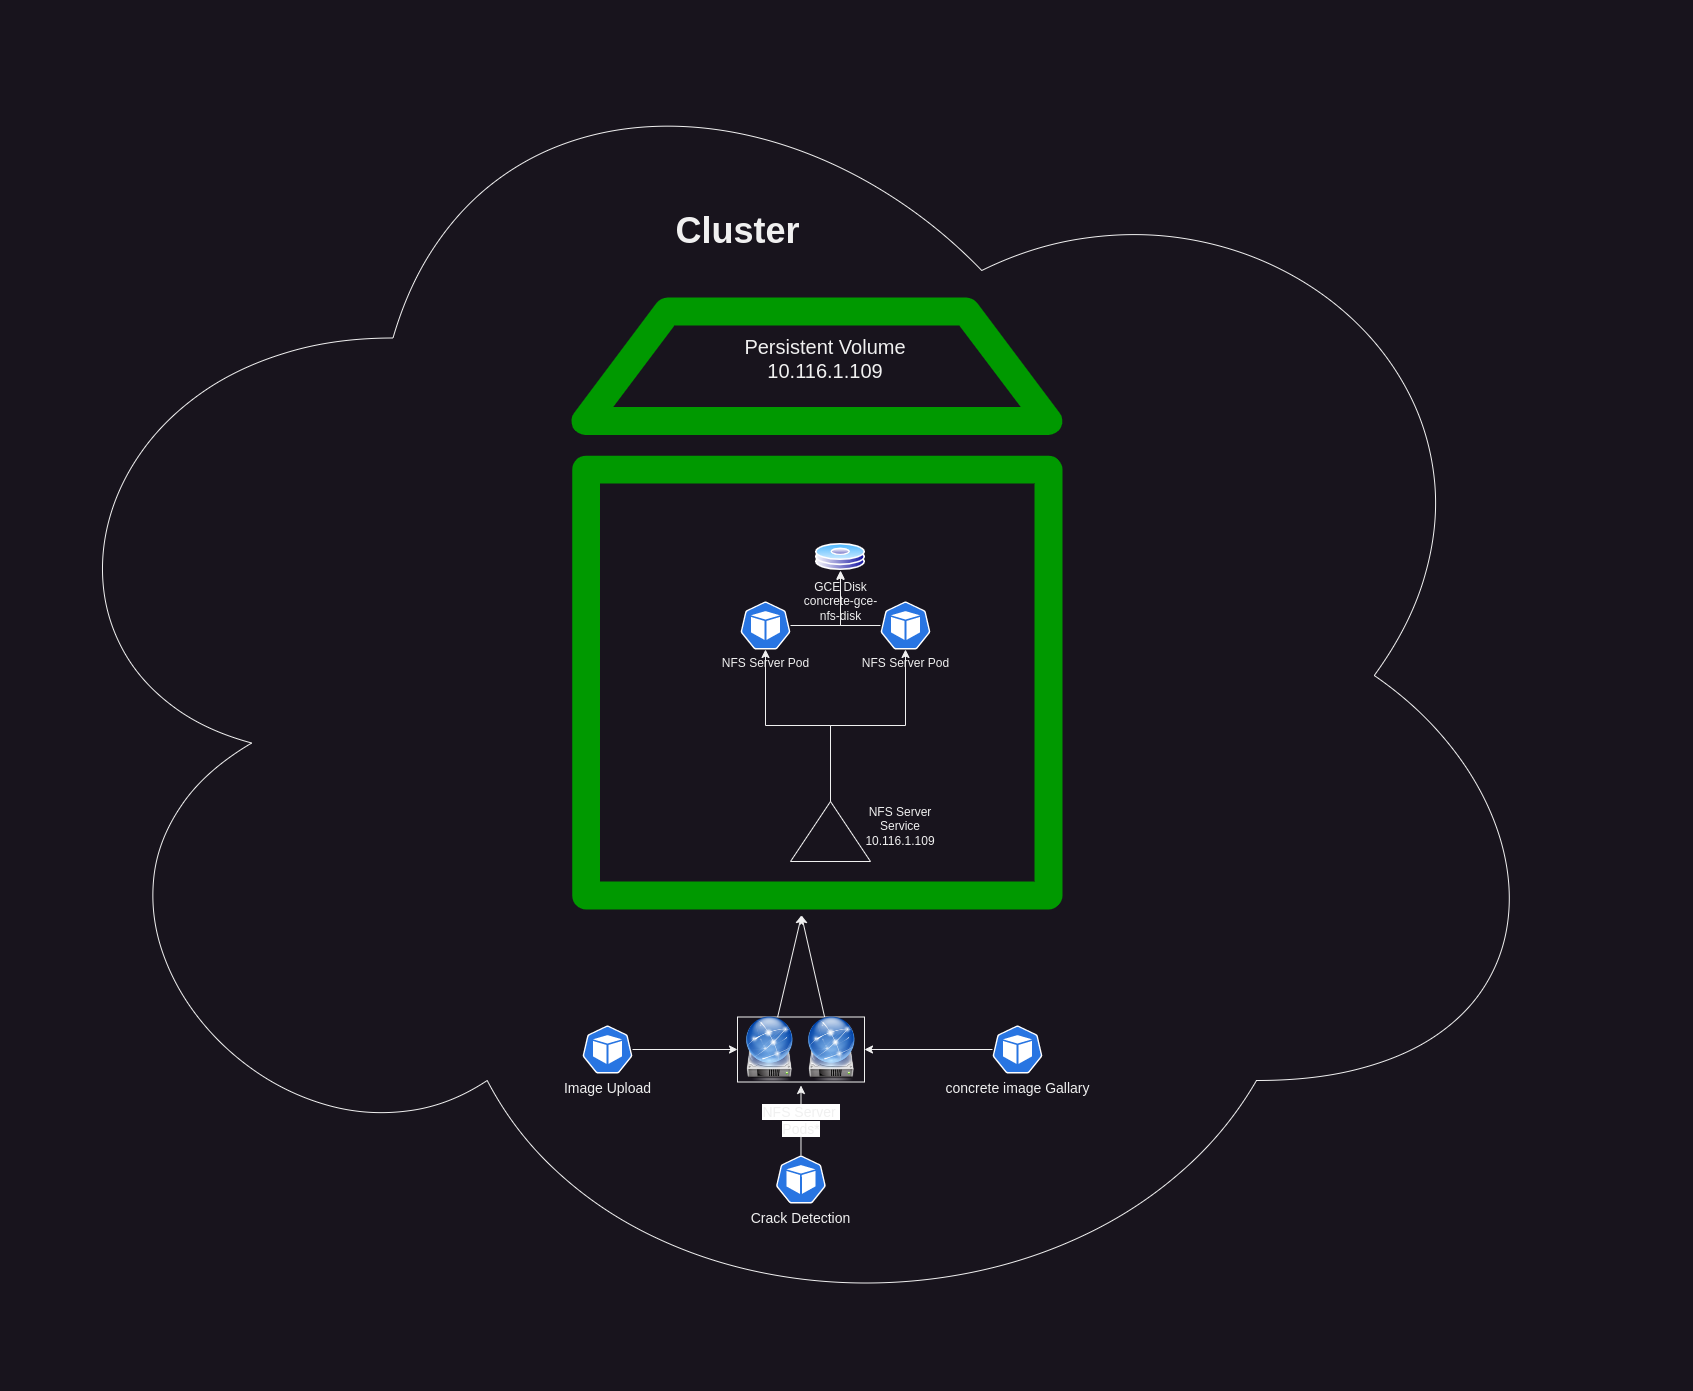 Cluster
Persistent Volume
10.116.1.109
GCE Disk
concrete-gce-
nfs-disk
NFS Server Pod
NFS Server Pod
NFS Server
Service
10.116.1.109
Image Upload
concrete image Gallary
NFS Server
Crack Detection